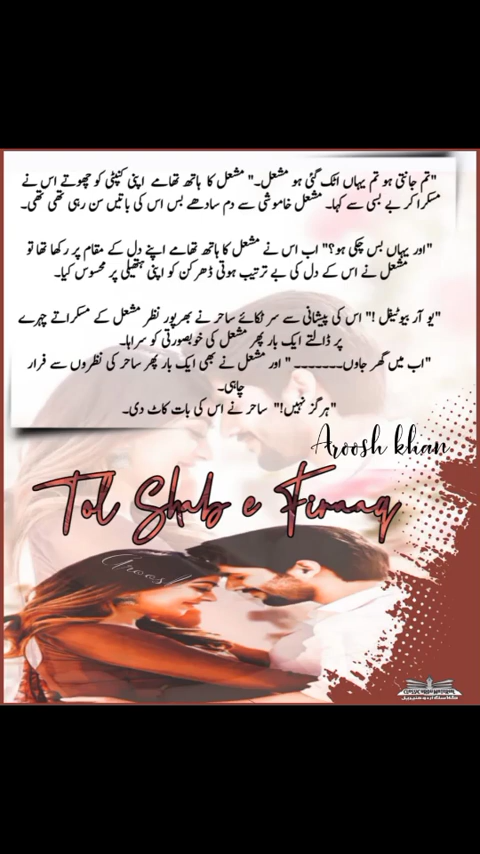 "تم جانتی ہو تم یہاں اٹک گئی ہو مشعل۔" مشعل کا ہاتھ تھامے اپنی کنپٹی کو چھوتے اس نے
مسکرا کر بے بسی سے کہا۔ مشعل خاموشی سے دم سادھے بس اس کی باتیں سن رہی تھی تھی۔
"اور یہاں بس چکی ہو؟" اب اس نے مشعل کا ہاتھ تھامے اپنے دل کے مقام پر رکھا تھا تو
مشعل نے اس کے دل کی بے ترتیب ہوتی ڈھرکن کو اپنی ہتھیلی پر محسوس کیا۔
"یو آر بیوٹیفل !" اس کی پیشانی سے سر ٹکائے ساحر نے بھرپور نظر مشعل کے مسکراتے چہرے
پر ڈالتے ایک بار پھر مشعل کی خوبصورتی کو سراہا۔
"اب میں گھر جاوں۔۔۔۔۔۔۔" اور مشعل نے بھی ایک بار پھر ساحر کی نظروں سے فرار
چاہی۔
"ہرگز نہیں!" ساحر نے اس کی بات کاٹ دی۔
Aroosh khan
Tol Shab e Firaaq